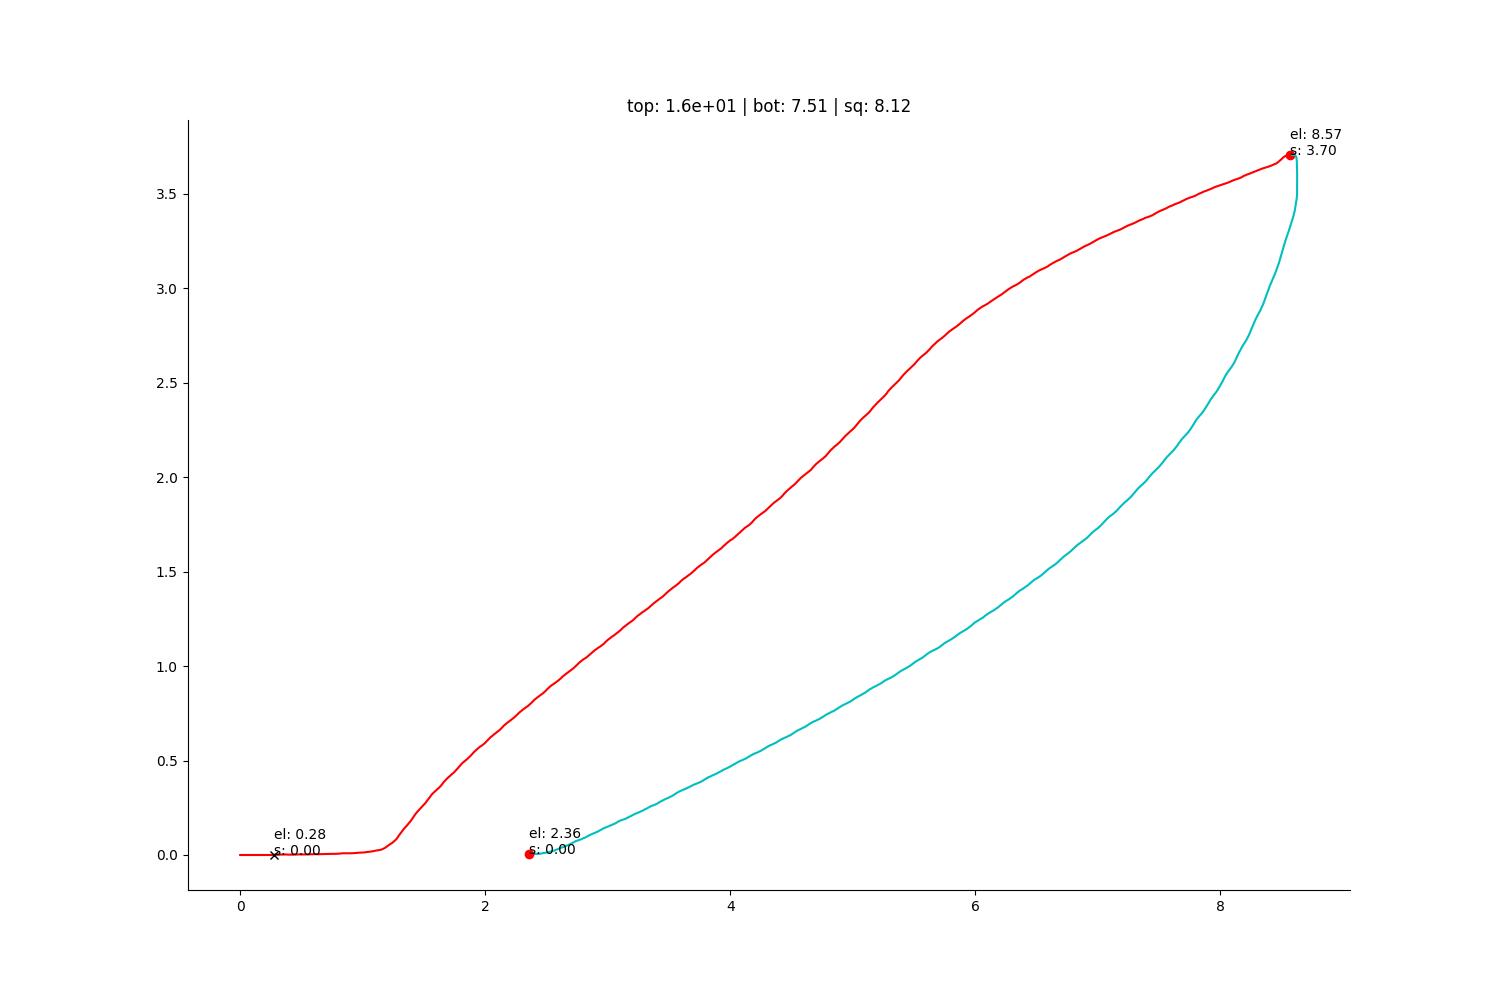 top: 1.6e+01 | bot: 7.51 | sq: 8.12
el: 8.57
s: 3.70
3.5
3.0
2.5
2.0
1.5
1.0
0.5
0.0
el: 0.28
s: 0.00
el: 2.36
s: 0.00
0 2 4 6 8